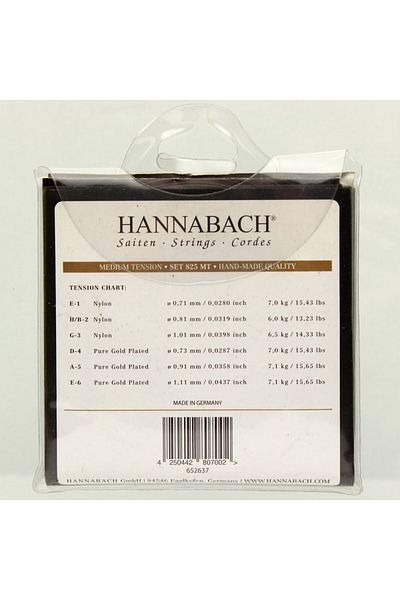 HANNABACH®
Saiten · Strings · Cordes
MEDIUM TENSION • SET 825 MT • HAND-MADE QUALITY
TENSION CHART:
E-1 Nylon ø 0,71 mm / 0,0280 inch 7,0 kg / 15,43 lbs
H/B-2 Nylon ø 0,81 mm / 0,0319 inch 6,0 kg / 13,23 lbs
G-3 Nylon ø 1,01 mm / 0,0398 inch 6,5 kg / 14,33 lbs
D-4 Pure Gold Plated ø 0,73 mm / 0,0287 inch 7,0 kg / 15,43 lbs
A-5 Pure Gold Plated ø 0,91 mm / 0,0358 inch 7,1 kg / 15,65 lbs
E-6 Pure Gold Plated ø 1,11 mm / 0,0437 inch 7,1 kg / 15,65 lbs
MADE IN GERMANY
4 250442 807002 >
652637
HANNABACH GmbH | 84546 Egglkofen, Germany | WWW.HANNABACH.COM